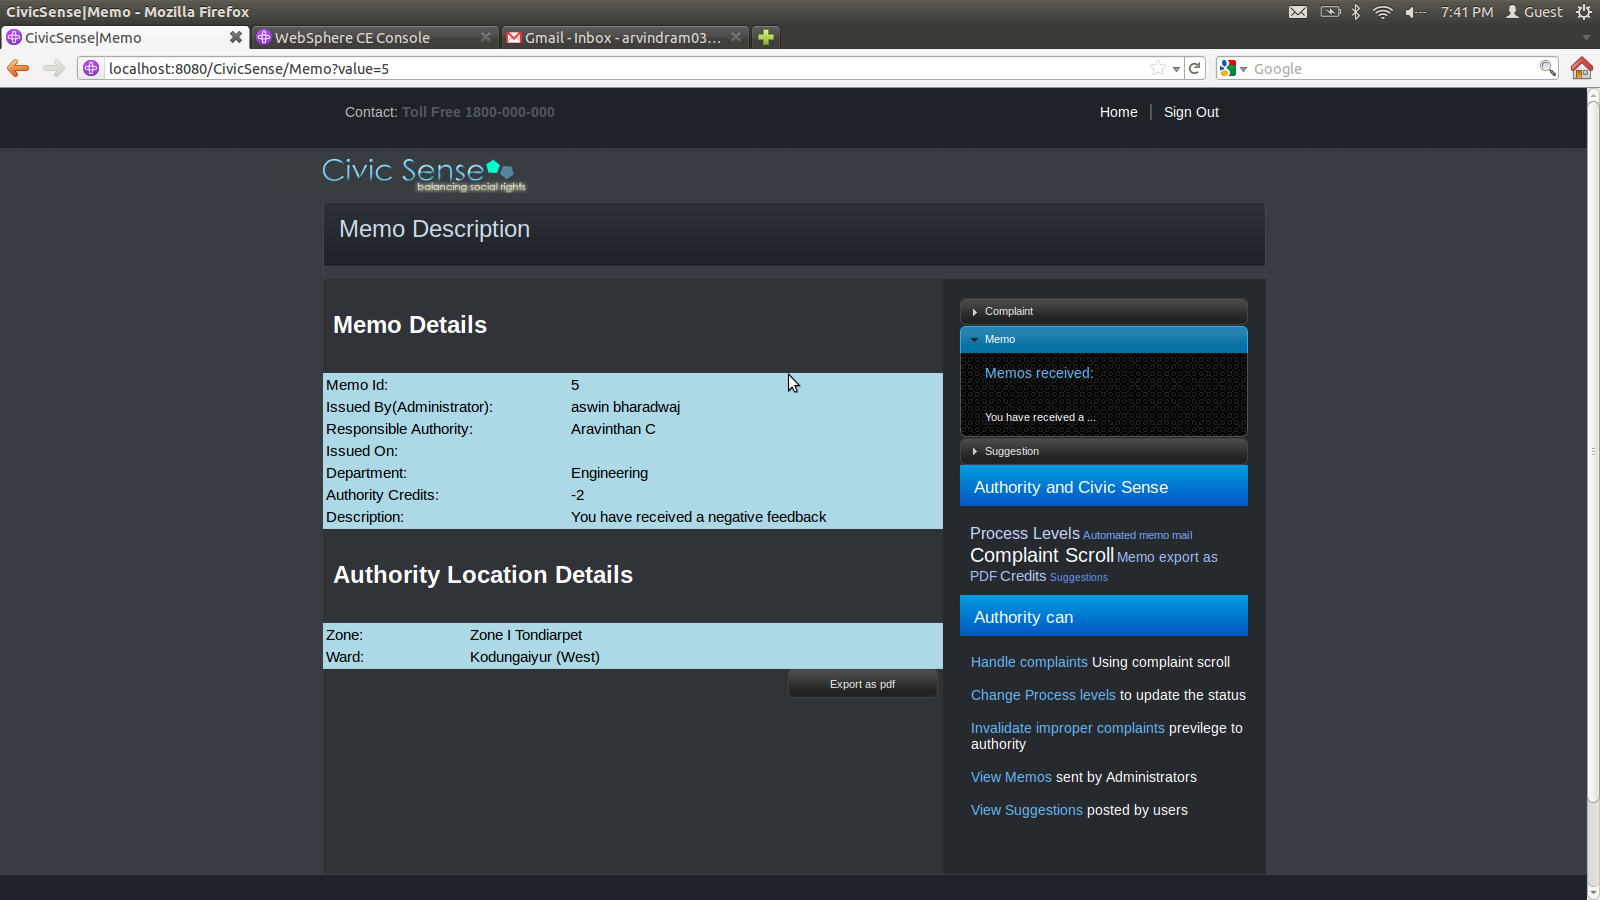 CivicSense|Memo - Mozilla Firefox
7:41 PM Guest
CivicSense|Memo
WebSphere CE Console
Gmail - Inbox - arvindram03...
localhost:8080/CivicSense/Memo?value=5
Google
Contact: Toll Free 1800-000-000
Home | Sign Out
Civic Sense
balancing social rights
Memo Description
Memo Details
Memo Id: 5
Issued By(Administrator): aswin bharadwaj
Responsible Authority: Aravinthan C
Issued On:
Department: Engineering
Authority Credits: -2
Description: You have received a negative feedback
Authority Location Details
Zone: Zone I Tondiarpet
Ward: Kodungaiyur (West)
Export as pdf
Complaint
Memo
Memos received:
You have received a ...
Suggestion
Authority and Civic Sense
Process Levels Automated memo mail
Complaint Scroll Memo export as
PDF Credits Suggestions
Authority can
Handle complaints Using complaint scroll
Change Process levels to update the status
Invalidate improper complaints previlege to
authority
View Memos sent by Administrators
View Suggestions posted by users